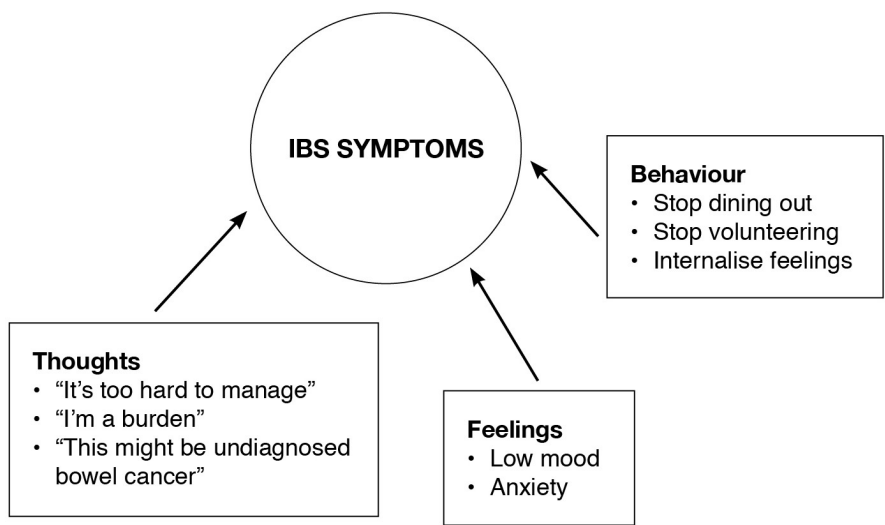 IBS SYMPTOMS
Behaviour
• Stop dining out
• Stop volunteering
• Internalise feelings
Thoughts
• “It’s too hard to manage”
• “I’m a burden”
• “This might be undiagnosed
bowel cancer”
Feelings
• Low mood
• Anxiety